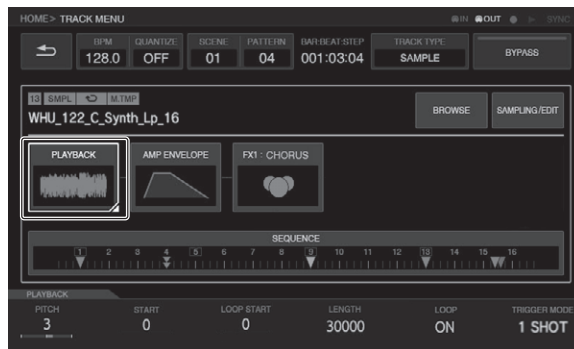 HOME> TRACK MENU
IN OUT SYNC
BPM QUANTIZE SCENE PATTERN BAR:BEAT:STEP TRACK TYPE
128.0 OFF 01 04 001:03:04 SAMPLE
BYPASS
13 SMPL M.TMP
WHU_122_C_Synth_Lp_16
BROWSE SAMPLING/EDIT
PLAYBACK AMP ENVELOPE FX1 : CHORUS
SEQUENCE
1 2 3 4 5 6 7 8 9 10 11 12 13 14 15 16
PLAYBACK
PITCH START LOOP START LENGTH LOOP TRIGGER MODE
3 0 0 30000 ON 1 SHOT